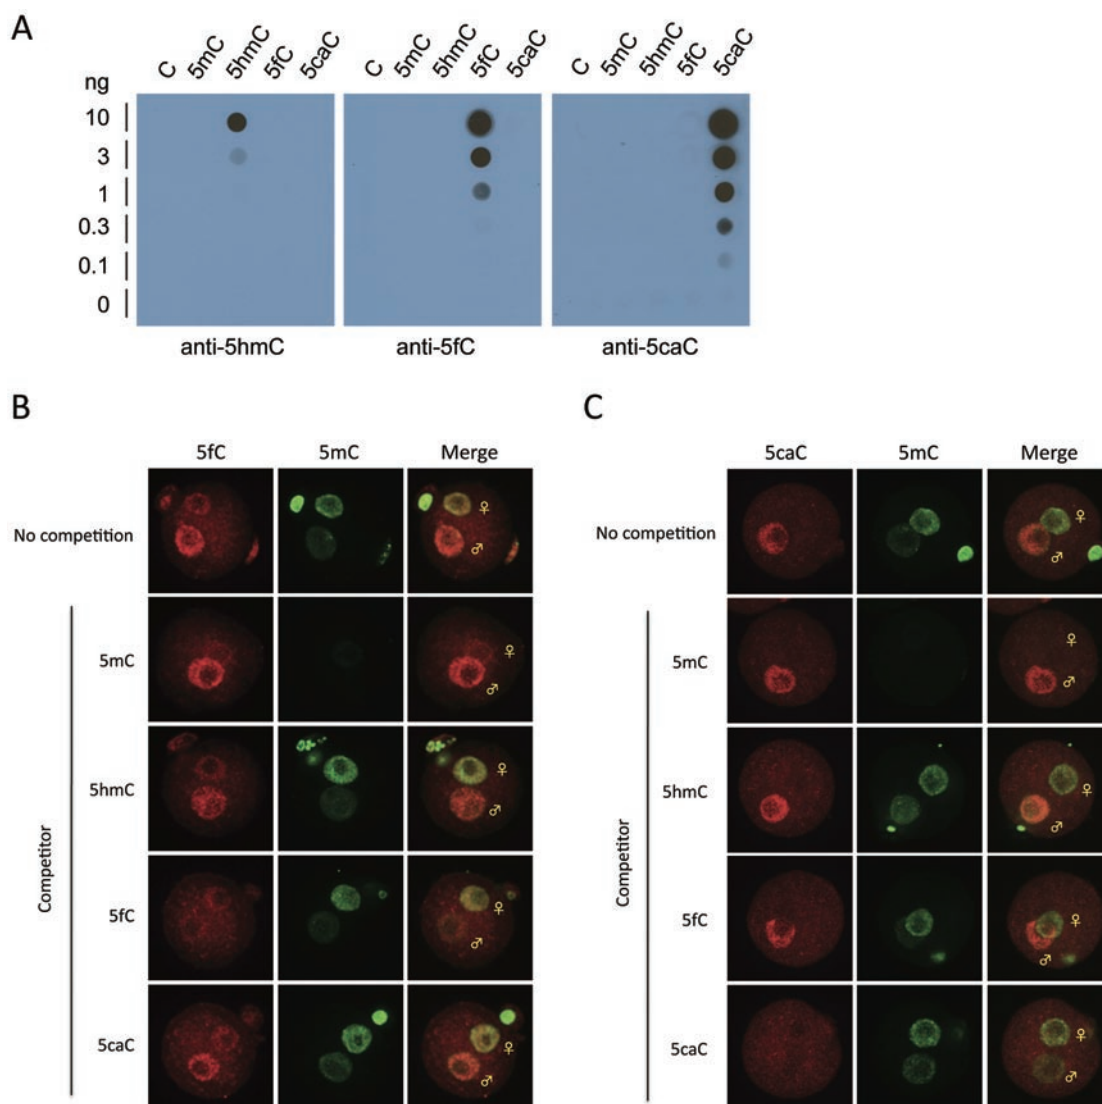 A
C 5mC 5hmC 5fC 5caC C 5mC 5hmC 5fC 5caC C 5mC 5hmC 5fC 5caC
ng
10
3
1
0.3
0.1
0
anti-5hmC anti-5fC anti-5caC
B
5fC 5mC Merge
No competition
♀
♂
5mC
♀
♂
5hmC
♀
♂
Competitor
5fC
♀
♂
5caC
♀
♂
C
5caC 5mC Merge
No competition
♀
♂
5mC
♀
♂
5hmC
♀
♂
Competitor
5fC
♀
♂
5caC
♀
♂